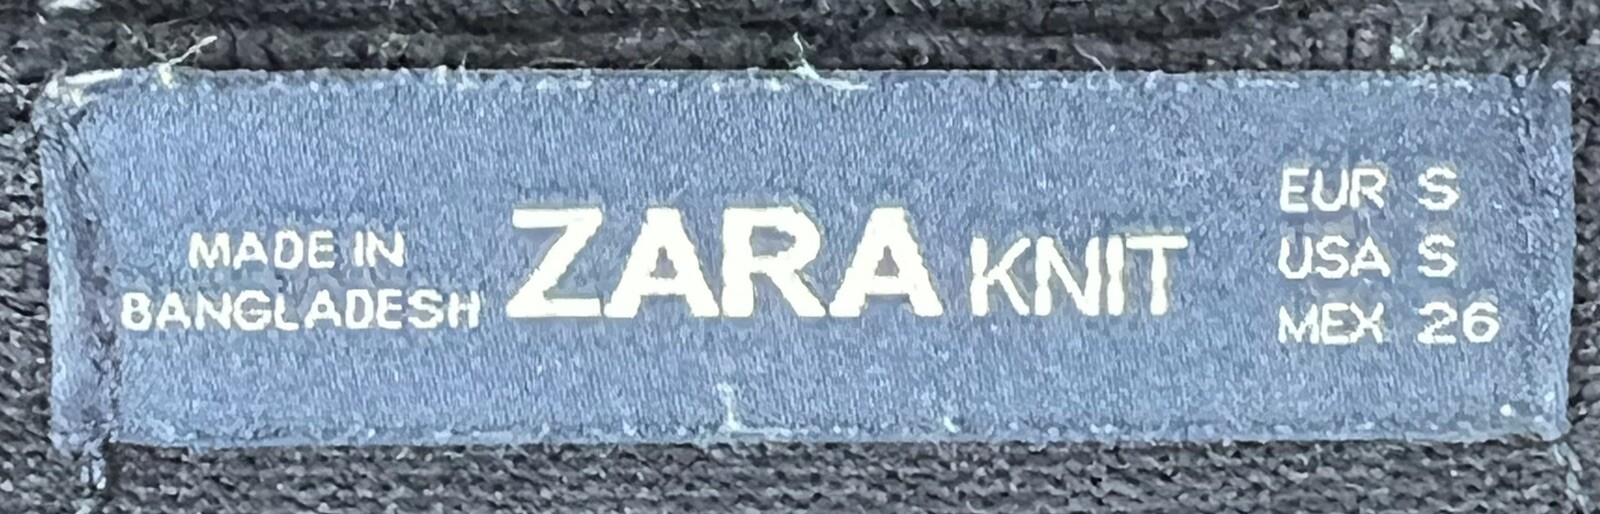 MADE IN
BANGLADESH
ZARA KNIT
EUR S
USA S
MEX 26